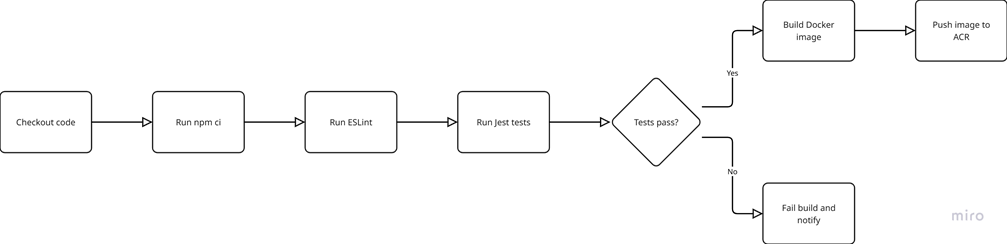 Checkout code
Run npm ci
Run ESLint
Run Jest tests
Tests pass?
Yes
Build Docker
image
Push image to
ACR
No
Fail build and
notify
miro